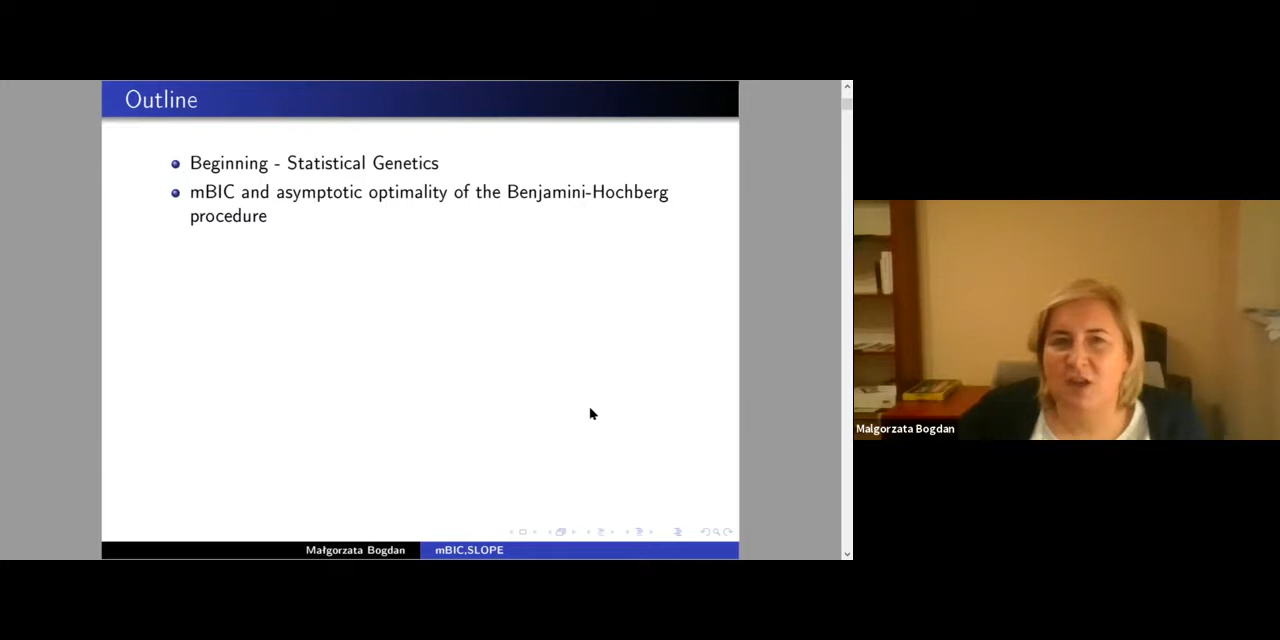 Outline
Beginning - Statistical Genetics
mBIC and asymptotic optimality of the Benjamini-Hochberg
procedure
Małgorzata Bogdan
mBIC,SLOPE
Malgorzata Bogdan